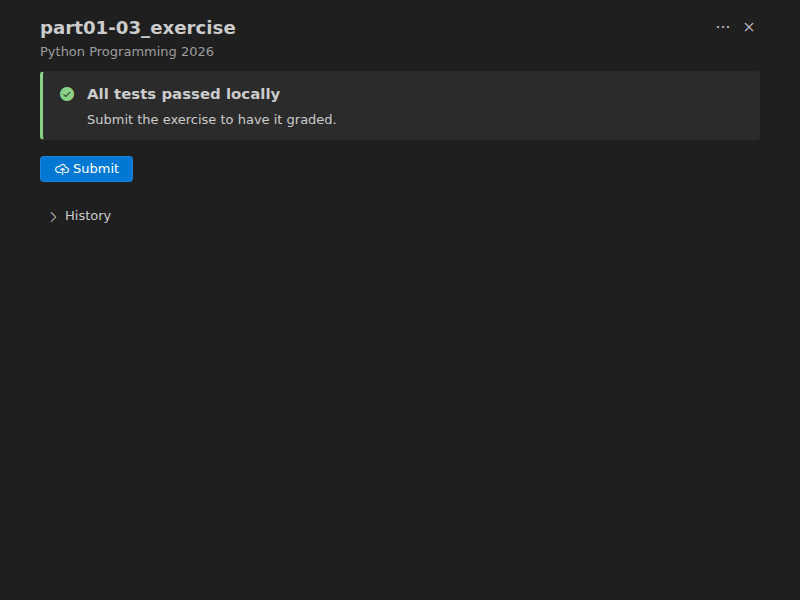 part01-03_exercise
Python Programming 2026
All tests passed locally
Submit the exercise to have it graded.
Submit
History